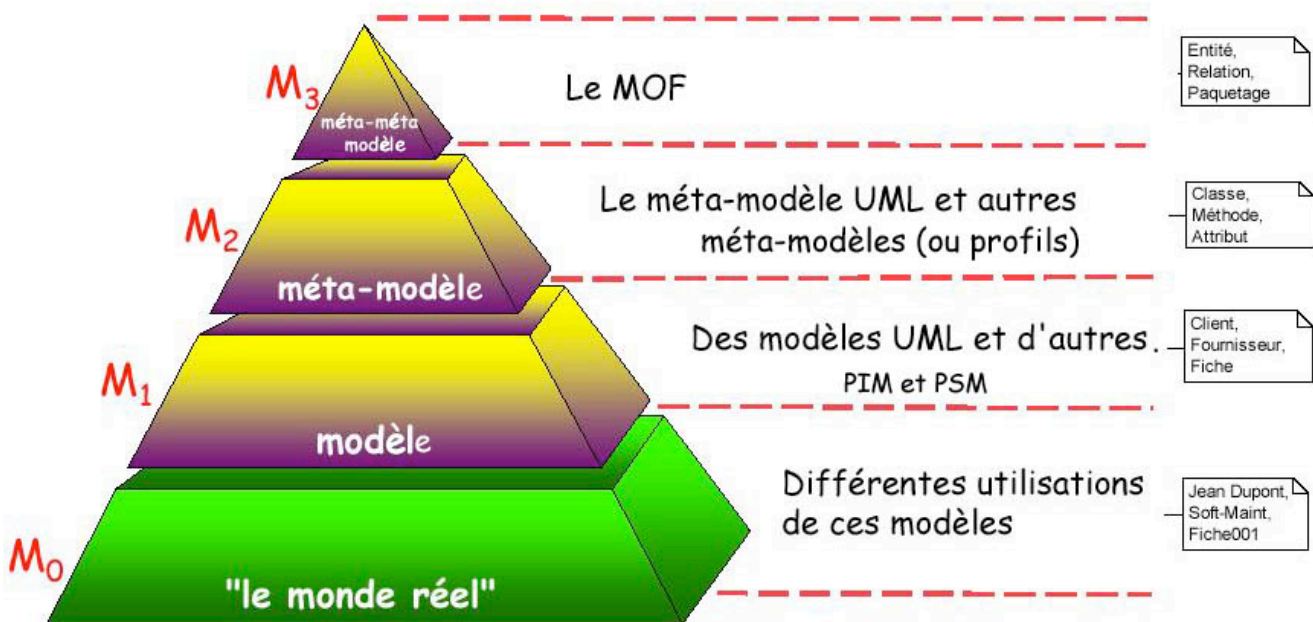 M3
méta-méta
modèle
Le MOF
Entité,
Relation,
Paquetage
M2
méta-modèle
Le méta-modèle UML et autres
méta-modèles (ou profils)
Classe,
Méthode,
Attribut
M1
modèle
Des modèles UML et d'autres.
PIM et PSM
Client,
Fournisseur,
Fiche
M0
"le monde réel"
Différentes utilisations
de ces modèles
Jean Dupont,
Soft-Maint,
Fiche001